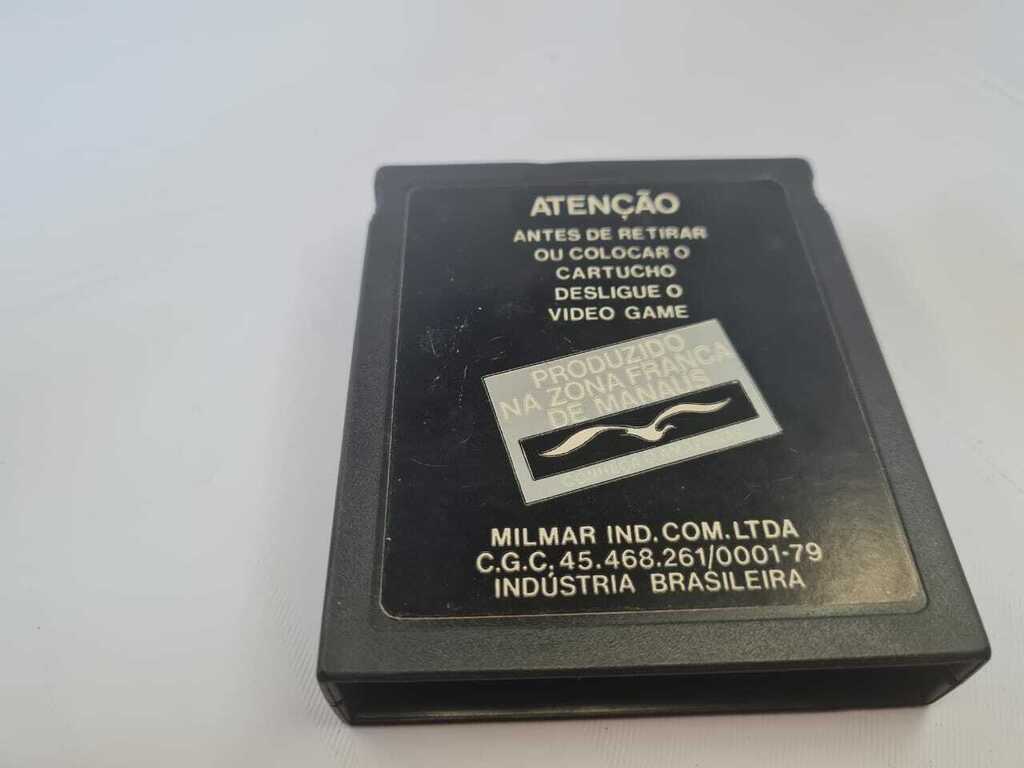 ATENÇÃO
ANTES DE RETIRAR
OU COLOCAR O
CARTUCHO
DESLIGUE O
VIDEO GAME
PRODUZIDO
NA ZONA FRANCA
DE MANAUS
MILMAR IND. COM. LTDA
C.G.C. 45.468.261/0001-79
INDÚSTRIA BRASILEIRA